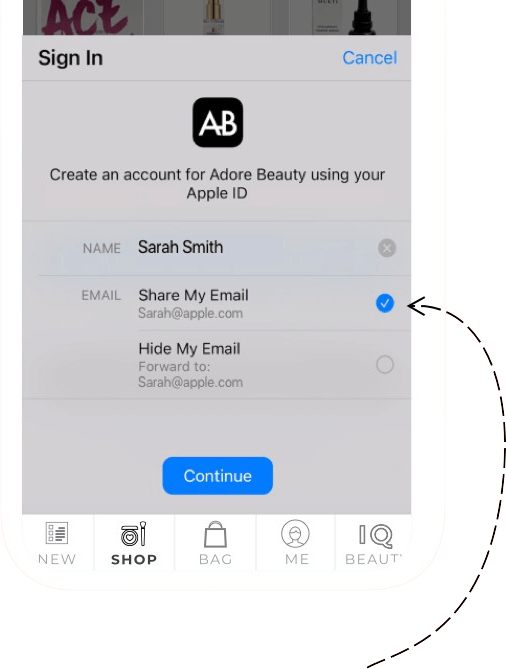 ACE
Sign In
Cancel
AB
Create an account for Adore Beauty using your
Apple ID
NAME Sarah Smith
EMAIL Share My Email
Sarah@apple.com
Hide My Email
Forward to:
Sarah@apple.com
Continue
NEW SHOP BAG ME IQ BEAUTY